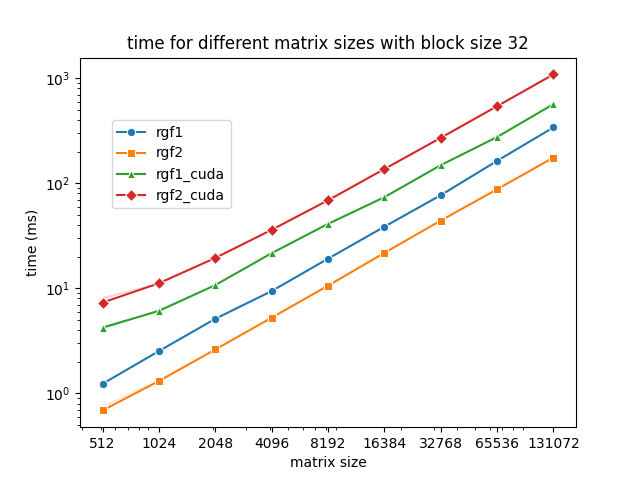 time for different matrix sizes with block size 32
time (ms)
10³
10²
10¹
10⁰
rgf1
rgf2
rgf1_cuda
rgf2_cuda
512 1024 2048 4096 8192 16384 32768 65536 131072
matrix size